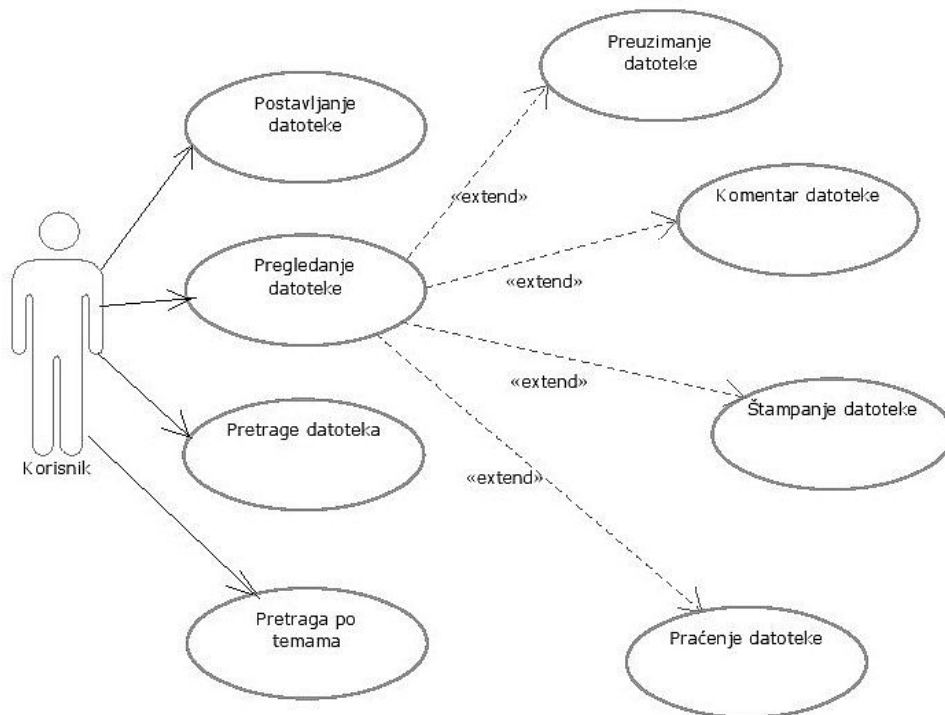 Preuzimanje
datoteke
Postavljanje
datoteke
«extend»
Komentar datoteke
Pregledanje
datoteke
«extend»
«extend»
Štampanje datoteke
Pretrage datoteka
Korisnik
«extend»
Pretraga po
temama
Praćenje datoteke